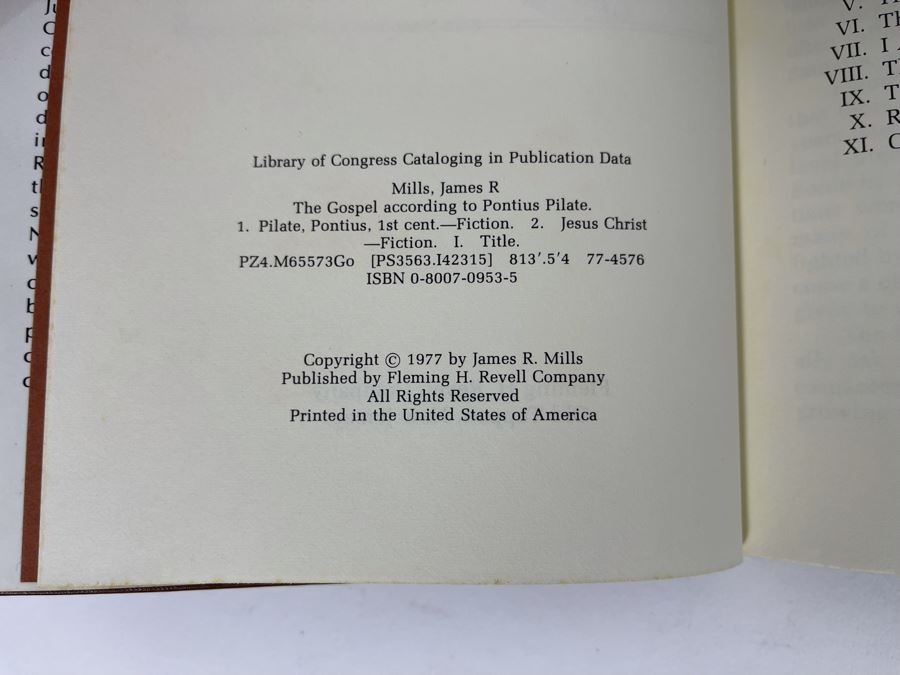 Library of Congress Cataloging in Publication Data
Mills, James R
The Gospel according to Pontius Pilate.
1. Pilate, Pontius, 1st cent.—Fiction. 2. Jesus Christ
—Fiction. I. Title.
PZ4.M65573Go [PS3563.I42315] 813′.5′4 77-4576
ISBN 0-8007-0953-5
Copyright © 1977 by James R. Mills
Published by Fleming H. Revell Company
All Rights Reserved
Printed in the United States of America
V.
VI.
VII. I
VIII.
IX.
X.
XI.